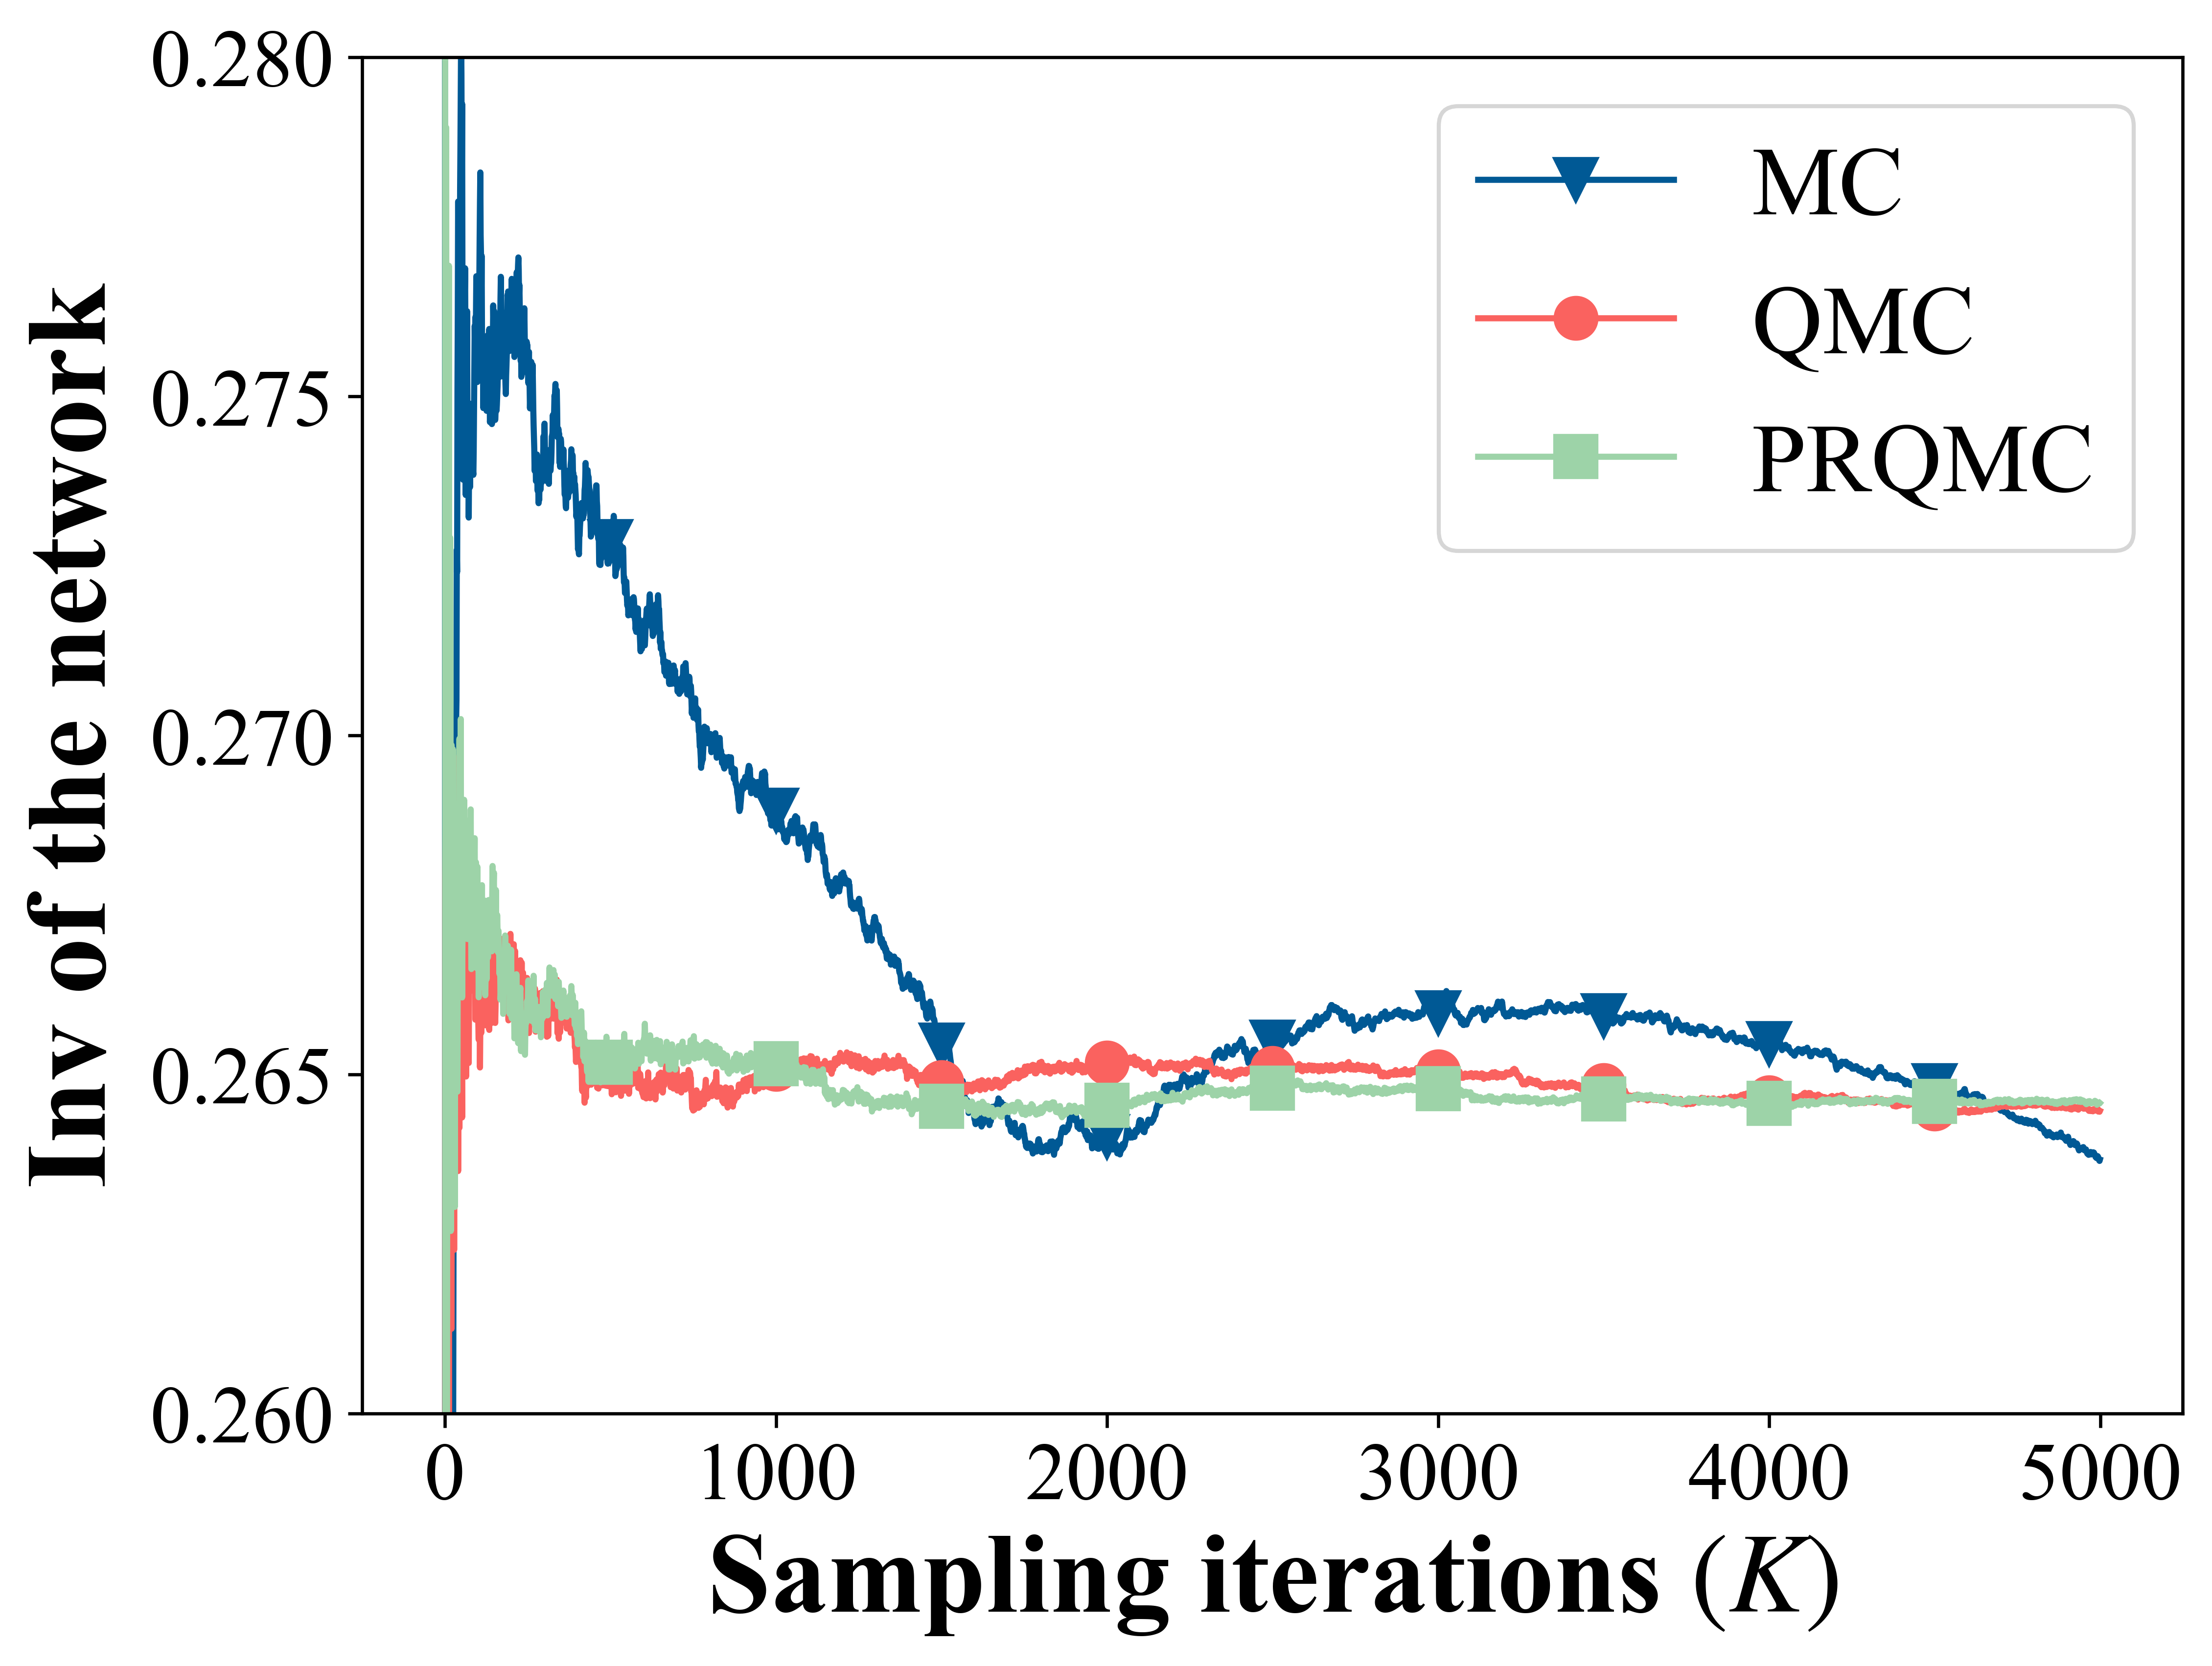 0.280
0.275
0.270
0.265
0.260
Inv of the network
MC
QMC
PRQMC
0 1000 2000 3000 4000 5000
Sampling iterations (K)